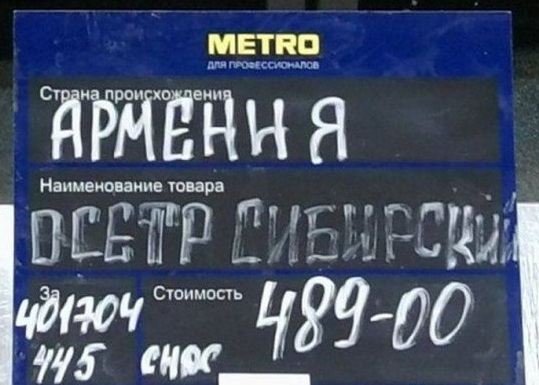 METRO
ДЛЯ ПРОФЕССИОНАЛОВ
Страна происхождения
АРМЕНИЯ
Наименование товара
ОСЕТР СИБИРСКИЙ
За
Стоимость
401704
489-00
445
СНОС